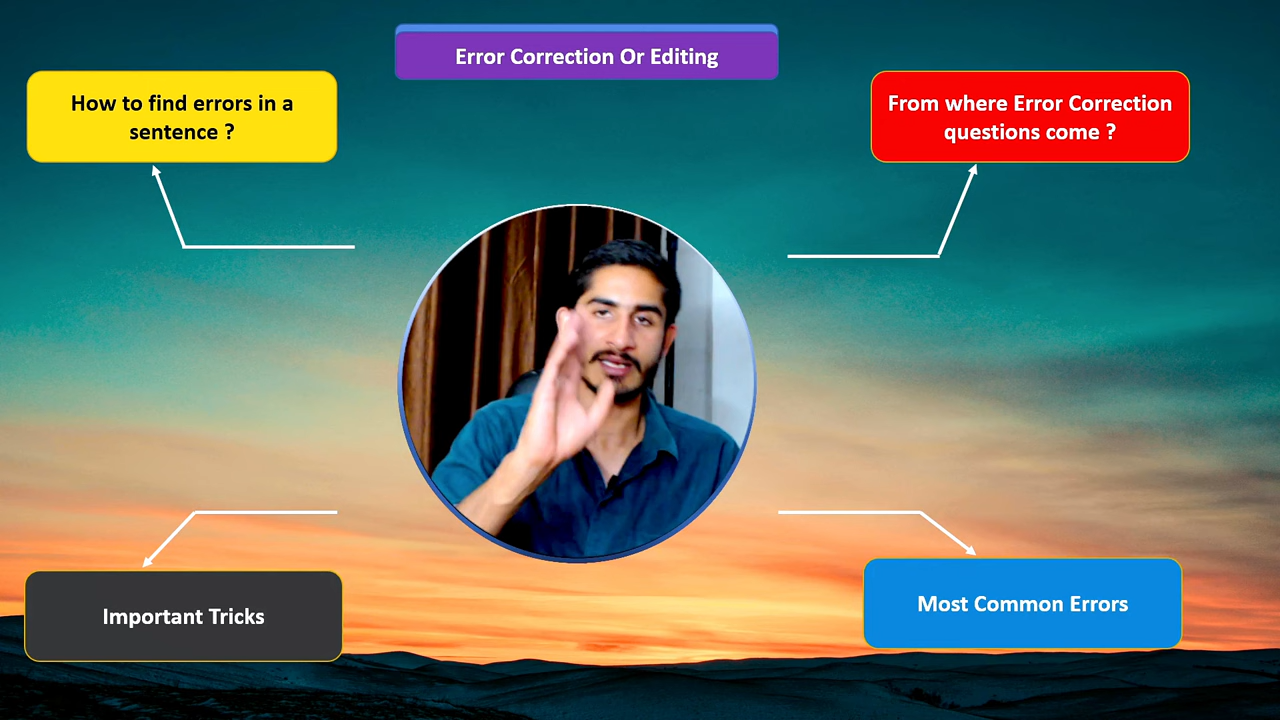 Error Correction Or Editing
How to find errors in a
sentence ?
From where Error Correction
questions come ?
Important Tricks
Most Common Errors